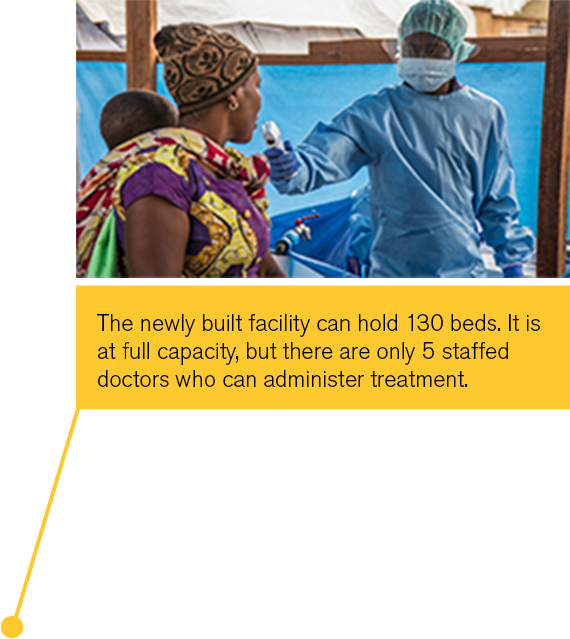 The newly built facility can hold 130 beds. It is
at full capacity, but there are only 5 staffed
doctors who can administer treatment.